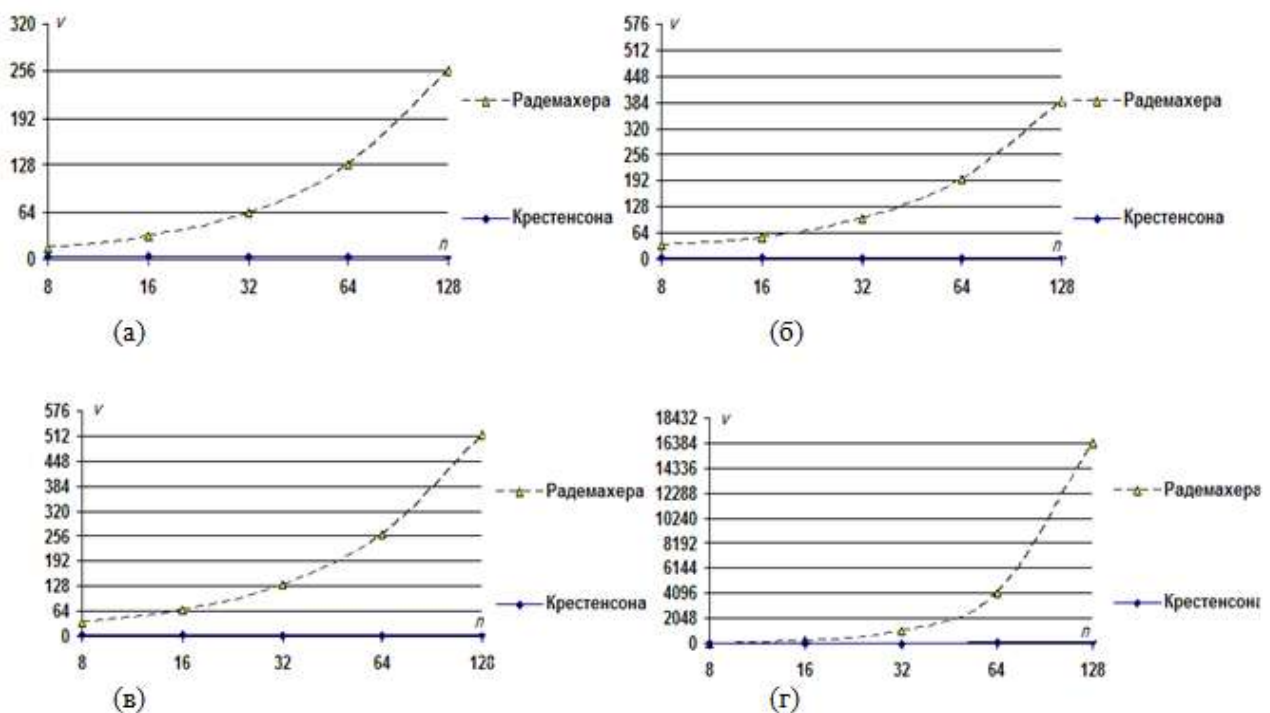 320
256
192
128
64
0
v
n
8 16 32 64 128
Радемахера
Крестенсона
(а)
576
512
448
384
320
256
192
128
64
0
v
n
8 16 32 64 128
Радемахера
Крестенсона
(б)
576
512
448
384
320
256
192
128
64
0
v
n
8 16 32 64 128
Радемахера
Крестенсона
(в)
18432
16384
14336
12288
10240
8192
6144
4096
2048
0
v
n
8 16 32 64 128
Радемахера
Крестенсона
(г)